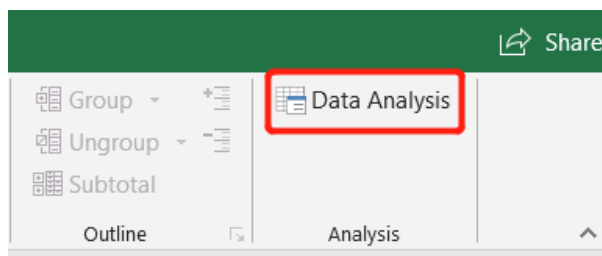 Share
Group
Data Analysis
Ungroup
Subtotal
Outline
Analysis